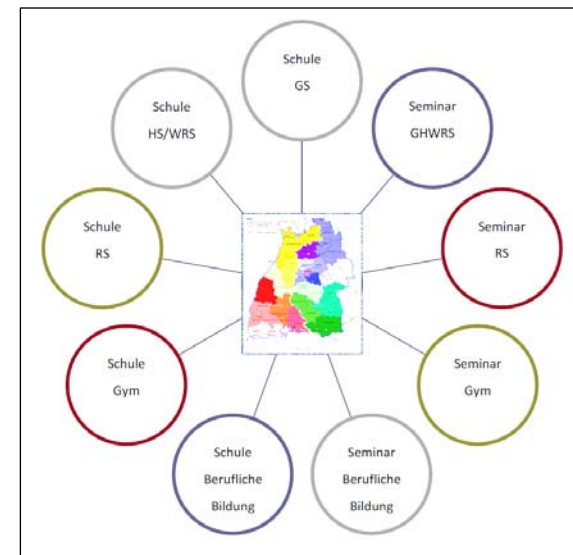 Schule
GS
Seminar
GHWRS
Seminar
RS
Seminar
Gym
Seminar
Berufliche
Bildung
Schule
Berufliche
Bildung
Schule
Gym
Schule
RS
Schule
HS/WRS